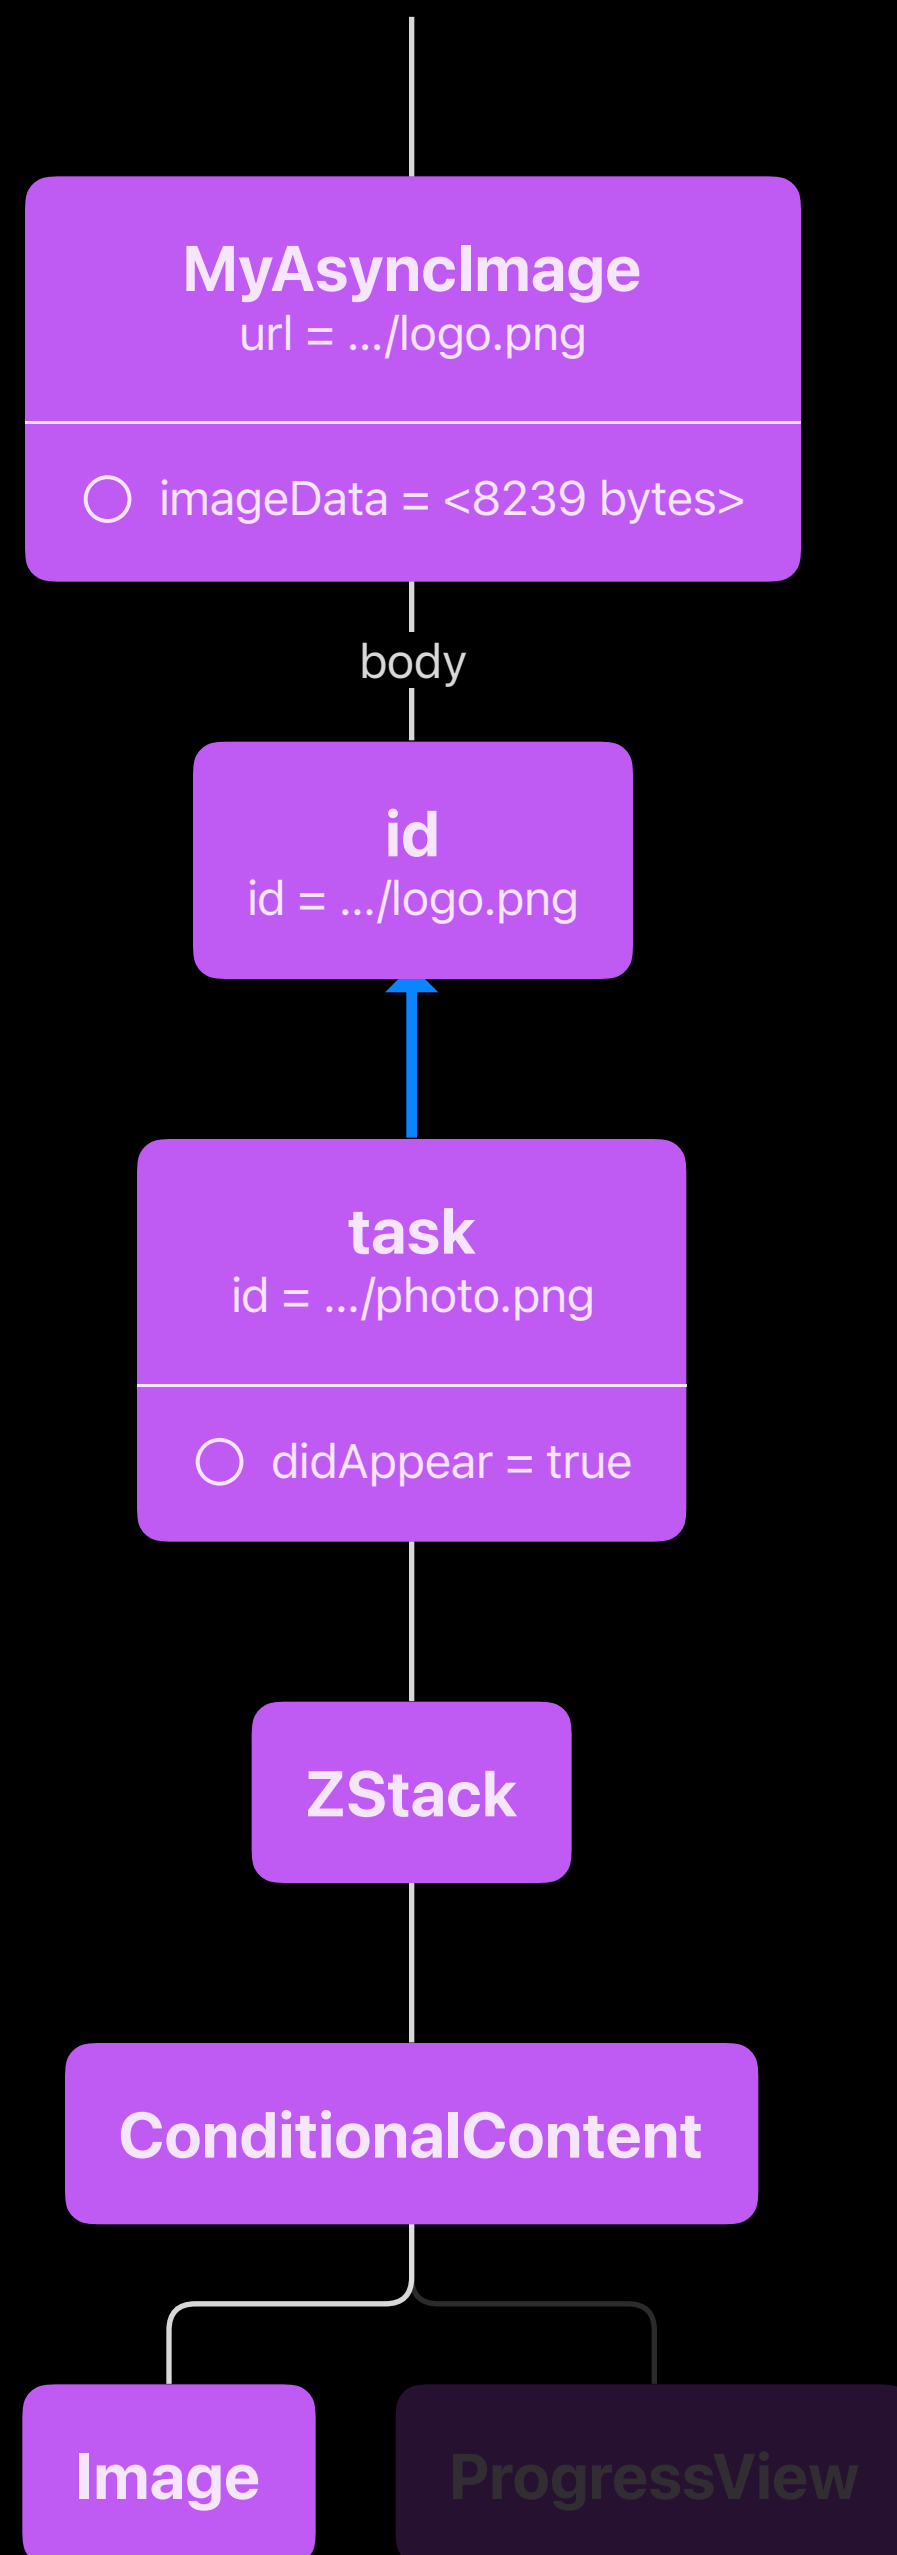 MyAsyncImage
url = .../logo.png
imageData = <8239 bytes>
body
id
id = .../logo.png
task
id = .../photo.png
didAppear = true
ZStack
ConditionalContent
Image
ProgressView